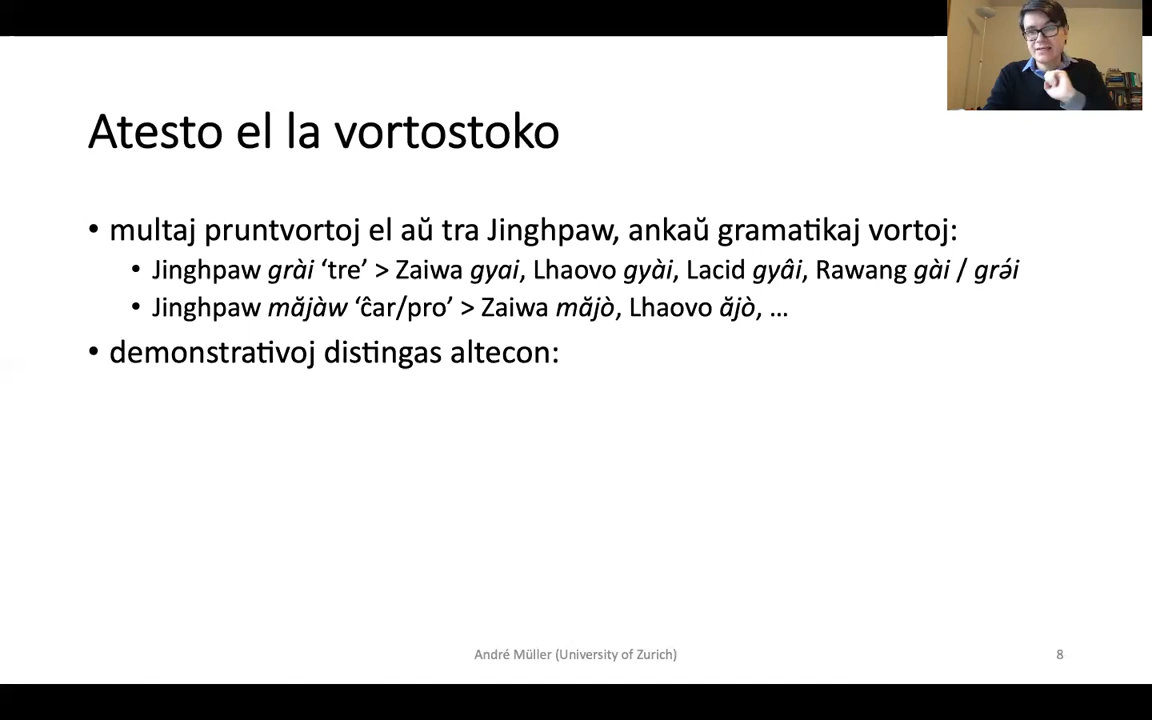 Atesto el la vortostoko
• multaj pruntvortoj el aŭ tra Jinghpaw, ankaŭ gramatikaj vortoj:
• Jinghpaw grài ‘tre’ > Zaiwa gyai, Lhaovo gyài, Lacid gyâi, Rawang gài / grə́i
• Jinghpaw mǎjàw ‘ĉar/pro’ > Zaiwa mǎjò, Lhaovo ǎjò, …
• demonstrativoj distingas altecon:
André Müller (University of Zurich)
8